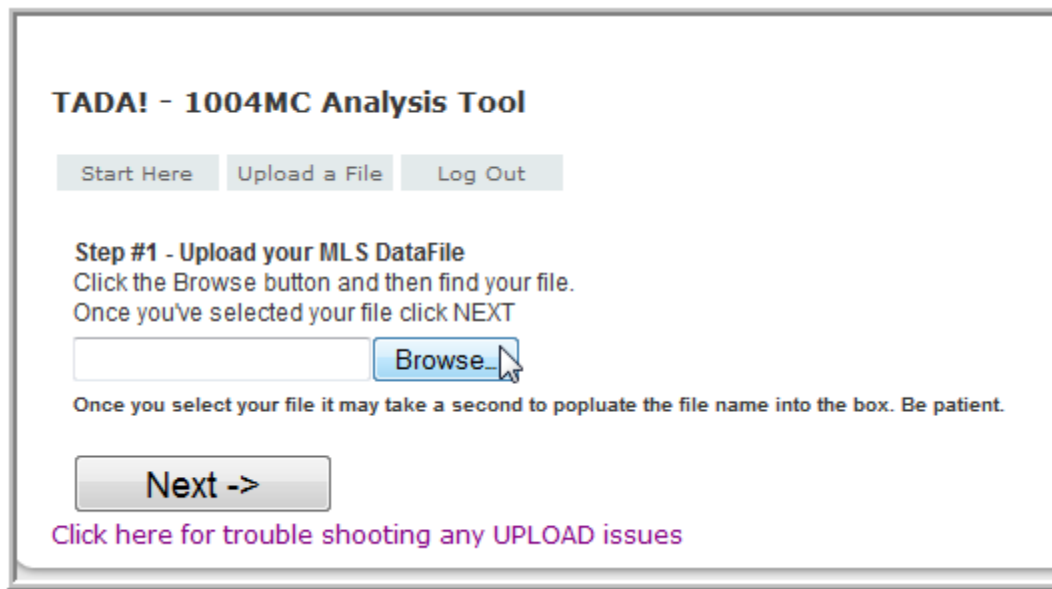 TADA! - 1004MC Analysis Tool
Start Here Upload a File Log Out
Step #1 - Upload your MLS DataFile
Click the Browse button and then find your file.
Once you've selected your file click NEXT
Browse...
Once you select your file it may take a second to popluate the file name into the box. Be patient.
Next ->
Click here for trouble shooting any UPLOAD issues